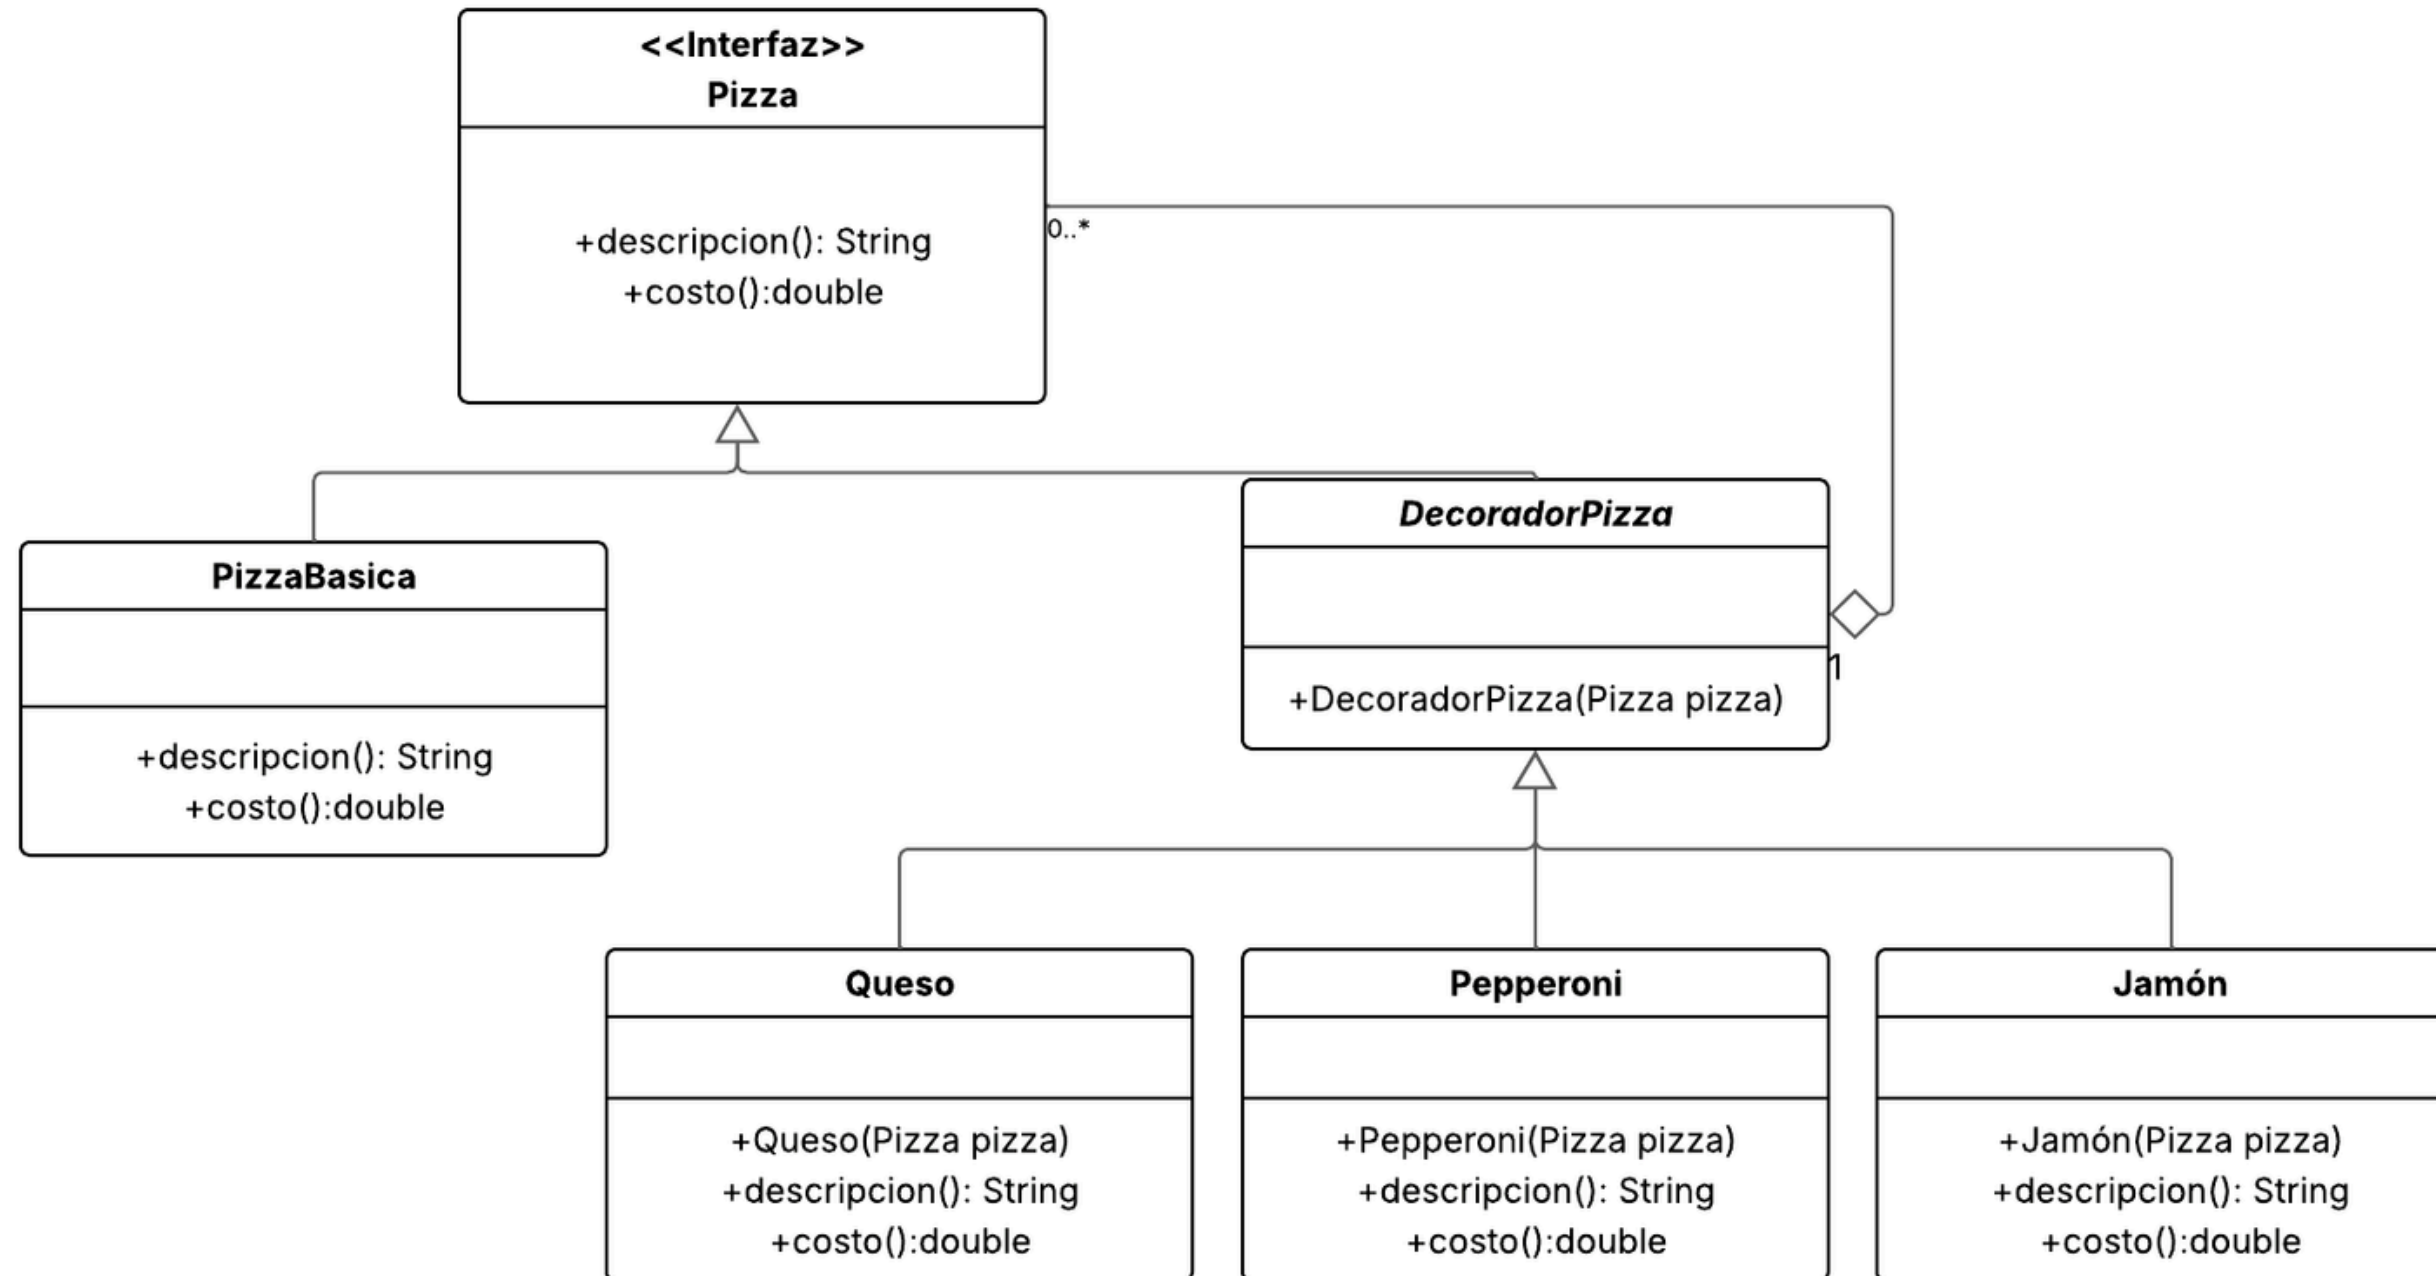 <<Interfaz>>
Pizza
+descripcion(): String
+costo():double
0..*
PizzaBasica
+descripcion(): String
+costo():double
DecoradorPizza
+DecoradorPizza(Pizza pizza)
1
Queso
+Queso(Pizza pizza)
+descripcion(): String
+costo():double
Pepperoni
+Pepperoni(Pizza pizza)
+descripcion(): String
+costo():double
Jamón
+Jamón(Pizza pizza)
+descripcion(): String
+costo():double